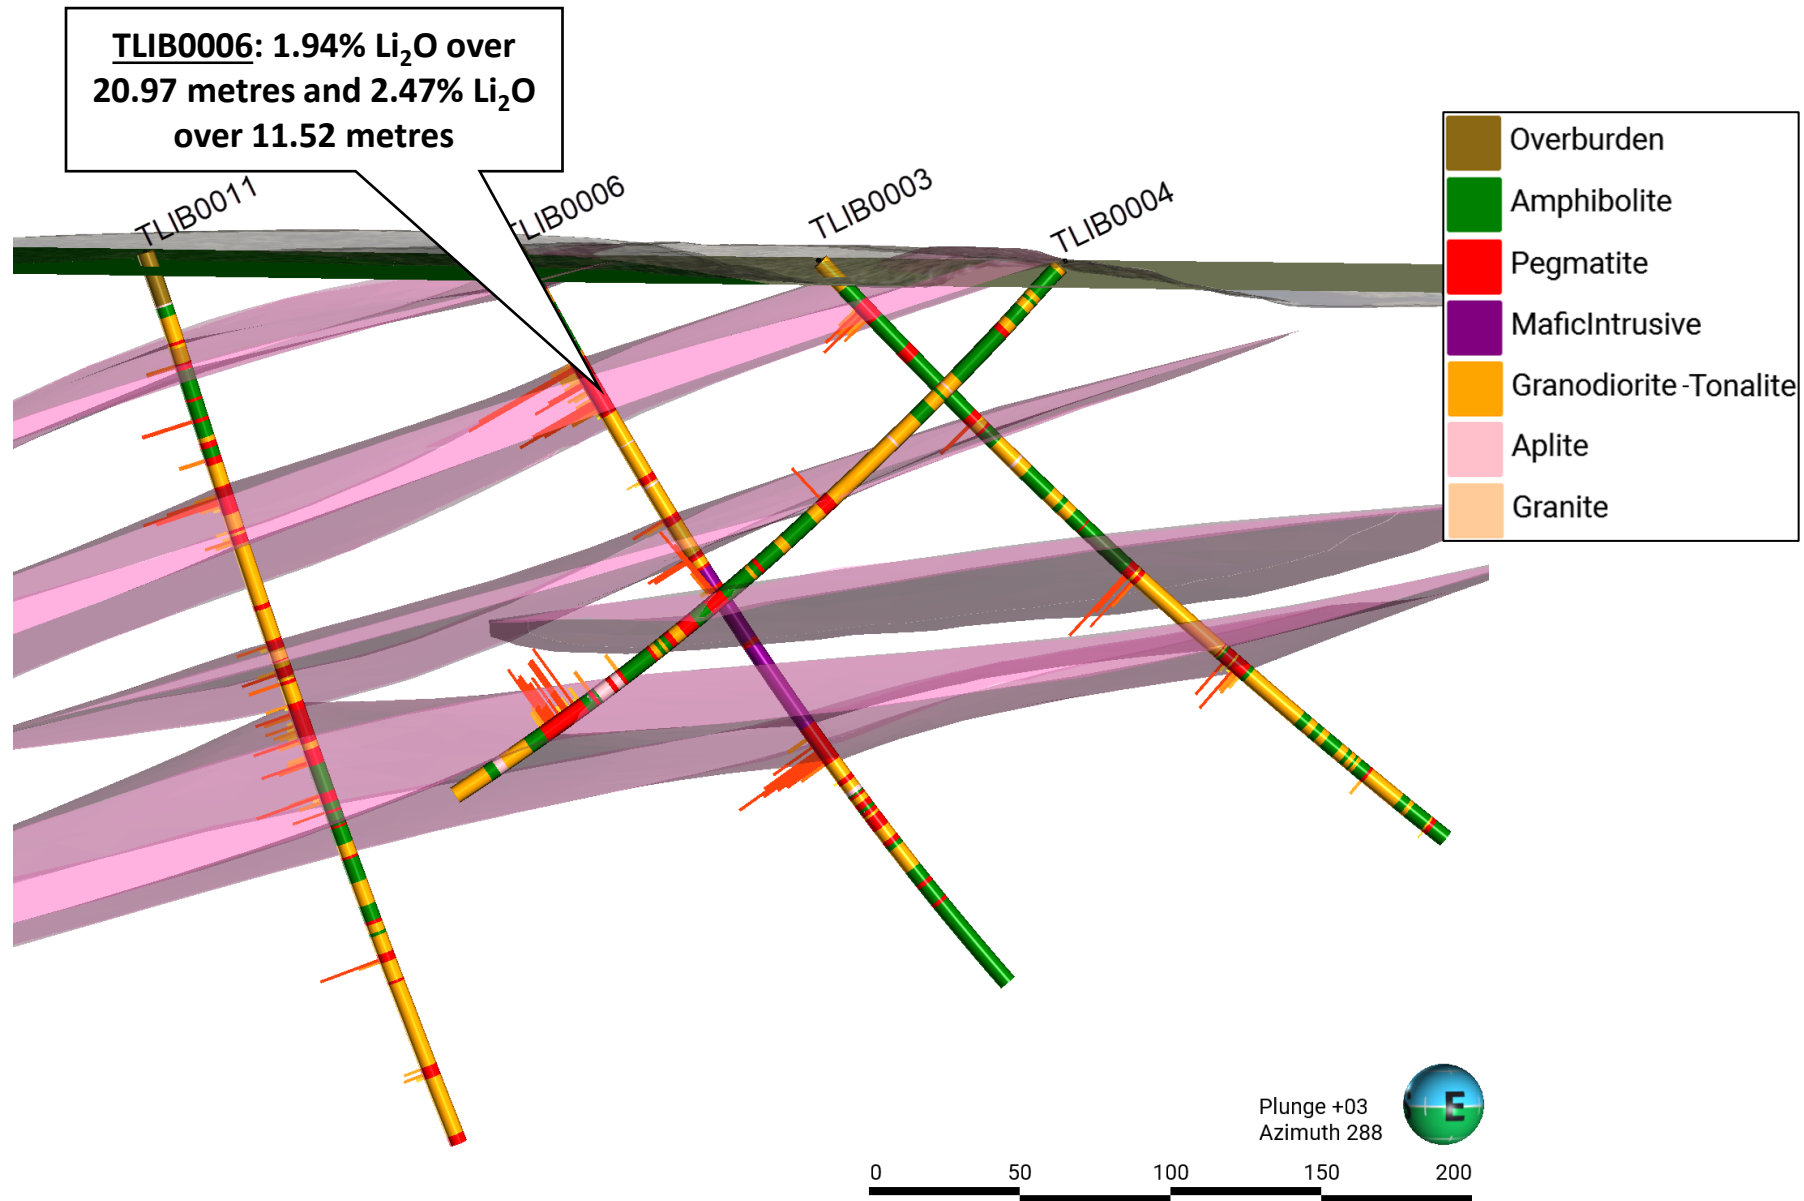 TLIB0006: 1.94% Li₂O over
20.97 metres and 2.47% Li₂O
over 11.52 metres
TLIB0011
TLIB0006
TLIB0003
TLIB0004
Overburden
Amphibolite
Pegmatite
MaficIntrusive
Granodiorite-Tonalite
Aplite
Granite
Plunge +03
Azimuth 288
E
0 50 100 150 200